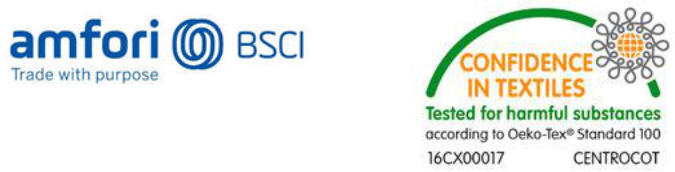 amfori BSCI
Trade with purpose
CONFIDENCE
IN TEXTILES
Tested for harmful substances
according to Oeko-Tex® Standard 100
16CX00017 CENTROCOT